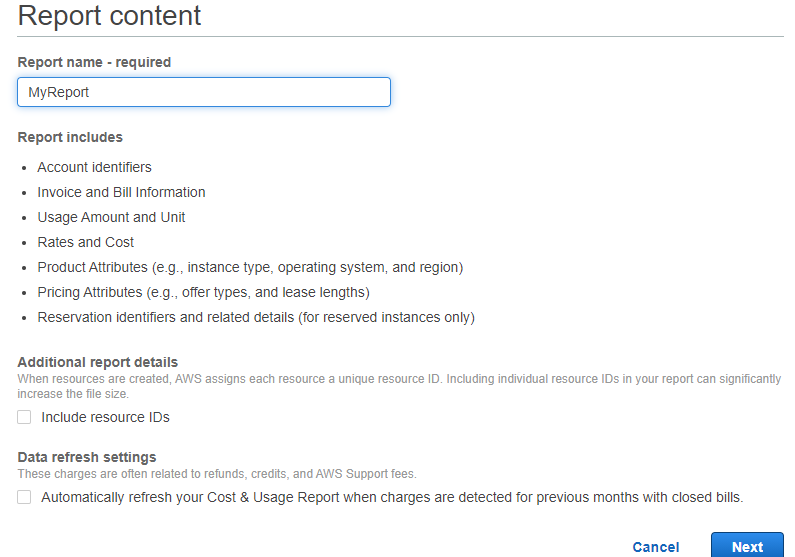 Report content
Report name - required
MyReport
Report includes
Account identifiers
Invoice and Bill Information
Usage Amount and Unit
Rates and Cost
Product Attributes (e.g., instance type, operating system, and region)
Pricing Attributes (e.g., offer types, and lease lengths)
Reservation identifiers and related details (for reserved instances only)
Additional report details
When resources are created, AWS assigns each resource a unique resource ID. Including individual resource IDs in your report can significantly
increase the file size.
Include resource IDs
Data refresh settings
These charges are often related to refunds, credits, and AWS Support fees.
Automatically refresh your Cost & Usage Report when charges are detected for previous months with closed bills.
Cancel Next